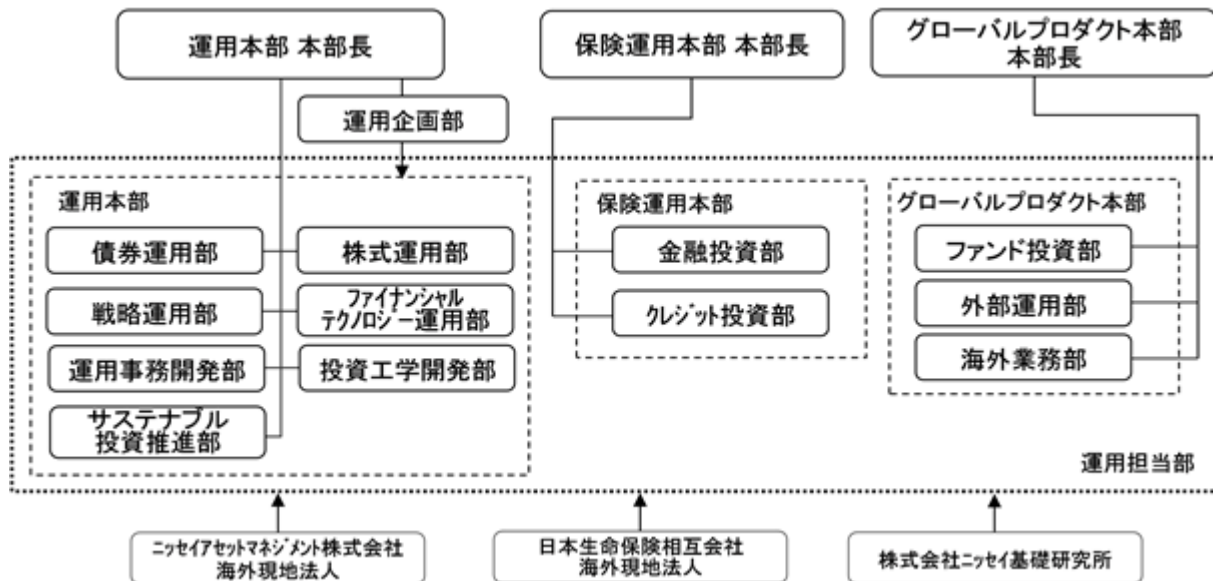 運用本部 本部長
保険運用本部 本部長
グローバルプロダクト本部
本部長
運用企画部
運用本部
債券運用部
株式運用部
戦略運用部
ファイナンシャル
テクノロジー運用部
運用事務開発部
投資工学開発部
サステナブル
投資推進部
保険運用本部
金融投資部
クレジット投資部
グローバルプロダクト本部
ファンド投資部
外部運用部
海外業務部
運用担当部
ニッセイアセットマネジメント株式会社
海外現地法人
日本生命保険相互会社
海外現地法人
株式会社ニッセイ基礎研究所